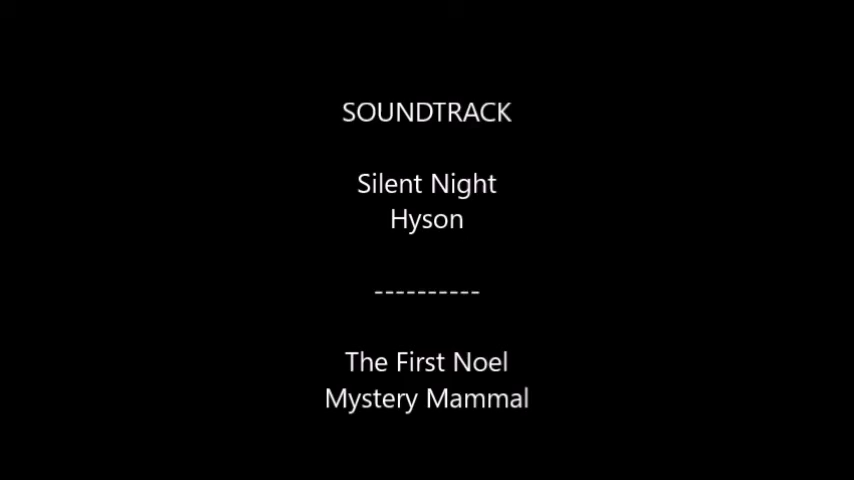 SOUNDTRACK
Silent Night
Hyson
----------
The First Noel
Mystery Mammal